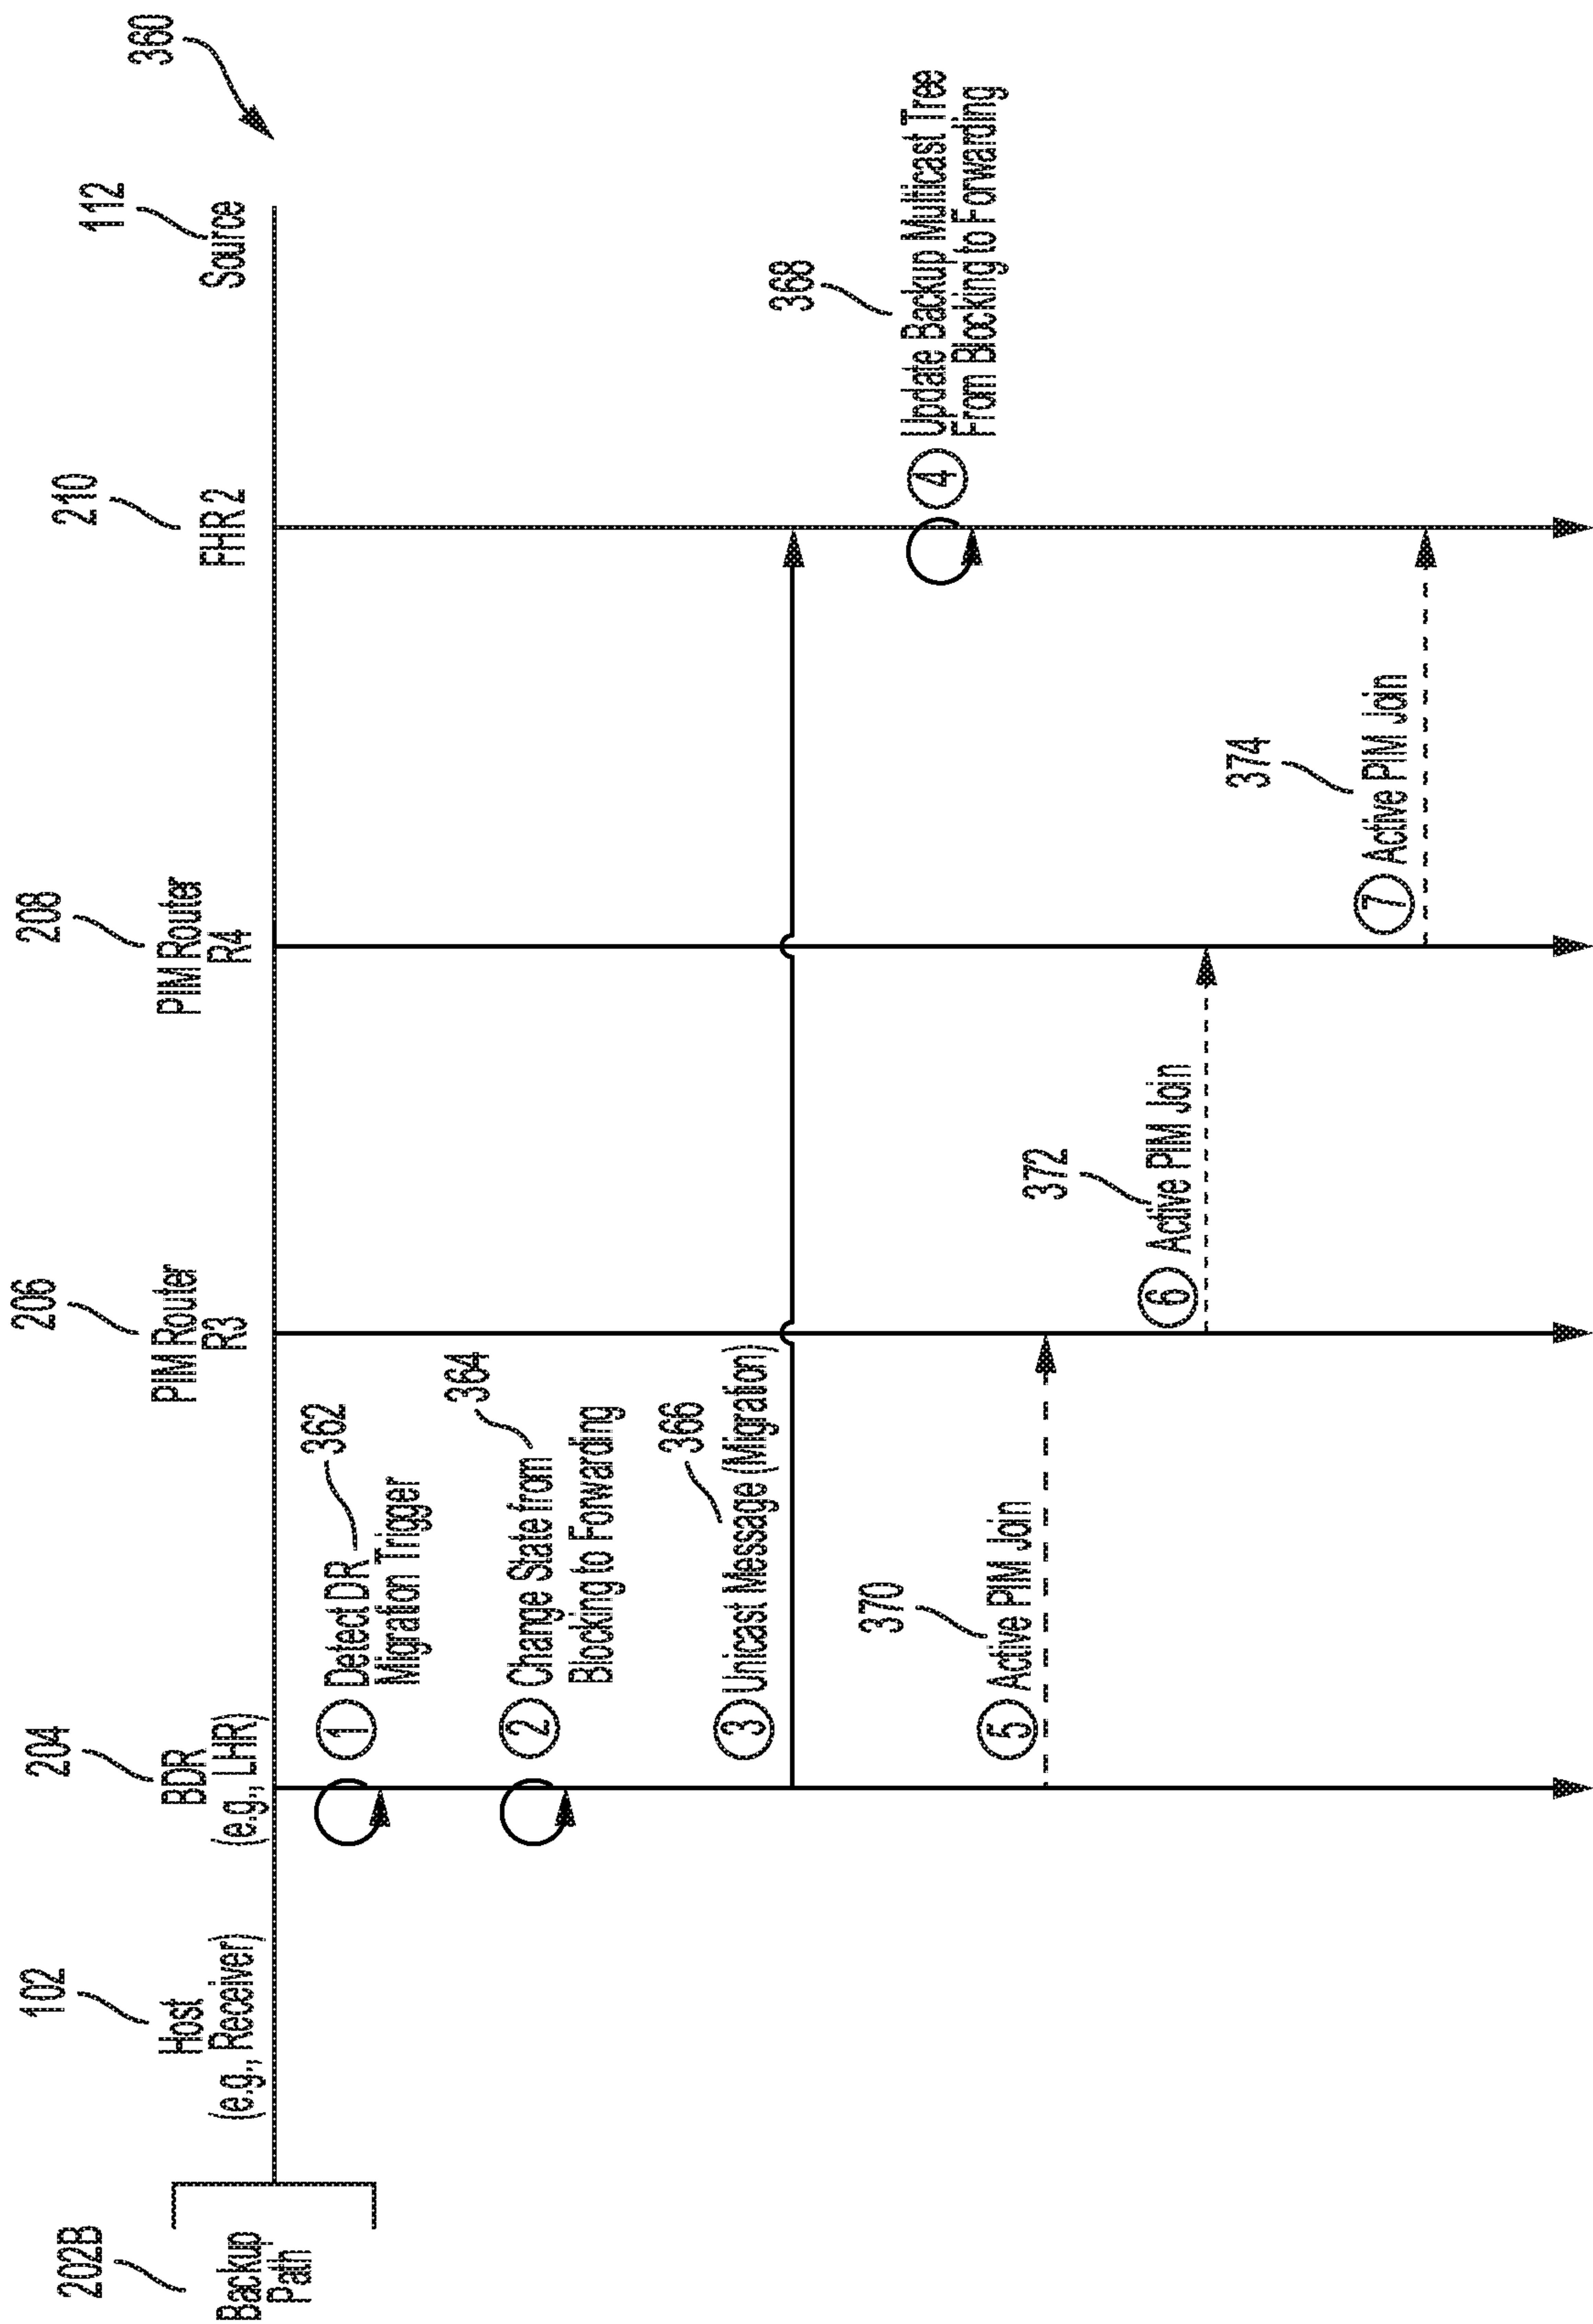 360
202B
Backup
Path
102
Host
(e.g., Receiver)
204
BDR
(e.g., LHR)
206
PIM Router
R3
208
PIM Router
R4
210
FHR 2
112
Source
1 Detect DR
Migration Trigger
362
2 Change State from
Blocking to Forwarding
364
3 Unicast Message (Migration)
366
368
4 Update Backup Multicast Tree
From Blocking to Forwarding
370
5 Active PIM Join
372
6 Active PIM Join
374
7 Active PIM Join